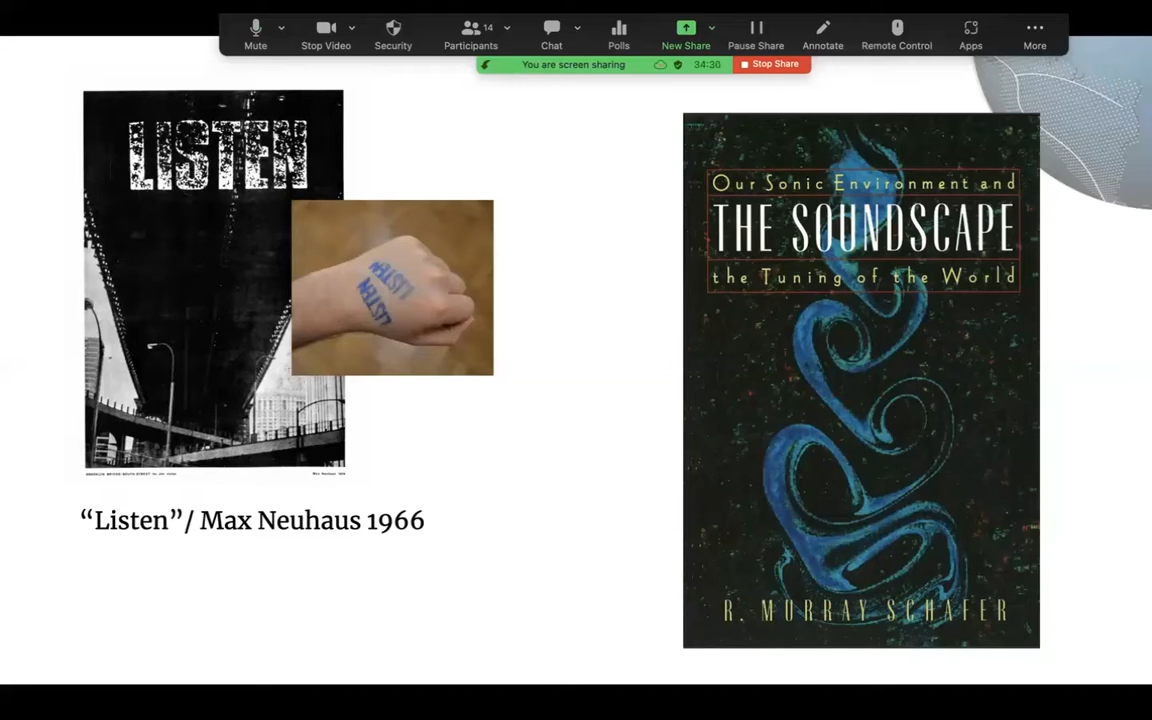 Mute
Stop Video
Security
14
Participants
Chat
Polls
New Share
Pause Share
Annotate
Remote Control
Apps
More
You are screen sharing
34:30
Stop Share
LISTEN
LISTEN
LISTEN
“Listen”/ Max Neuhaus 1966
Our Sonic Environment and
THE SOUNDSCAPE
the Tuning of the World
R. MURRAY SCHAFER